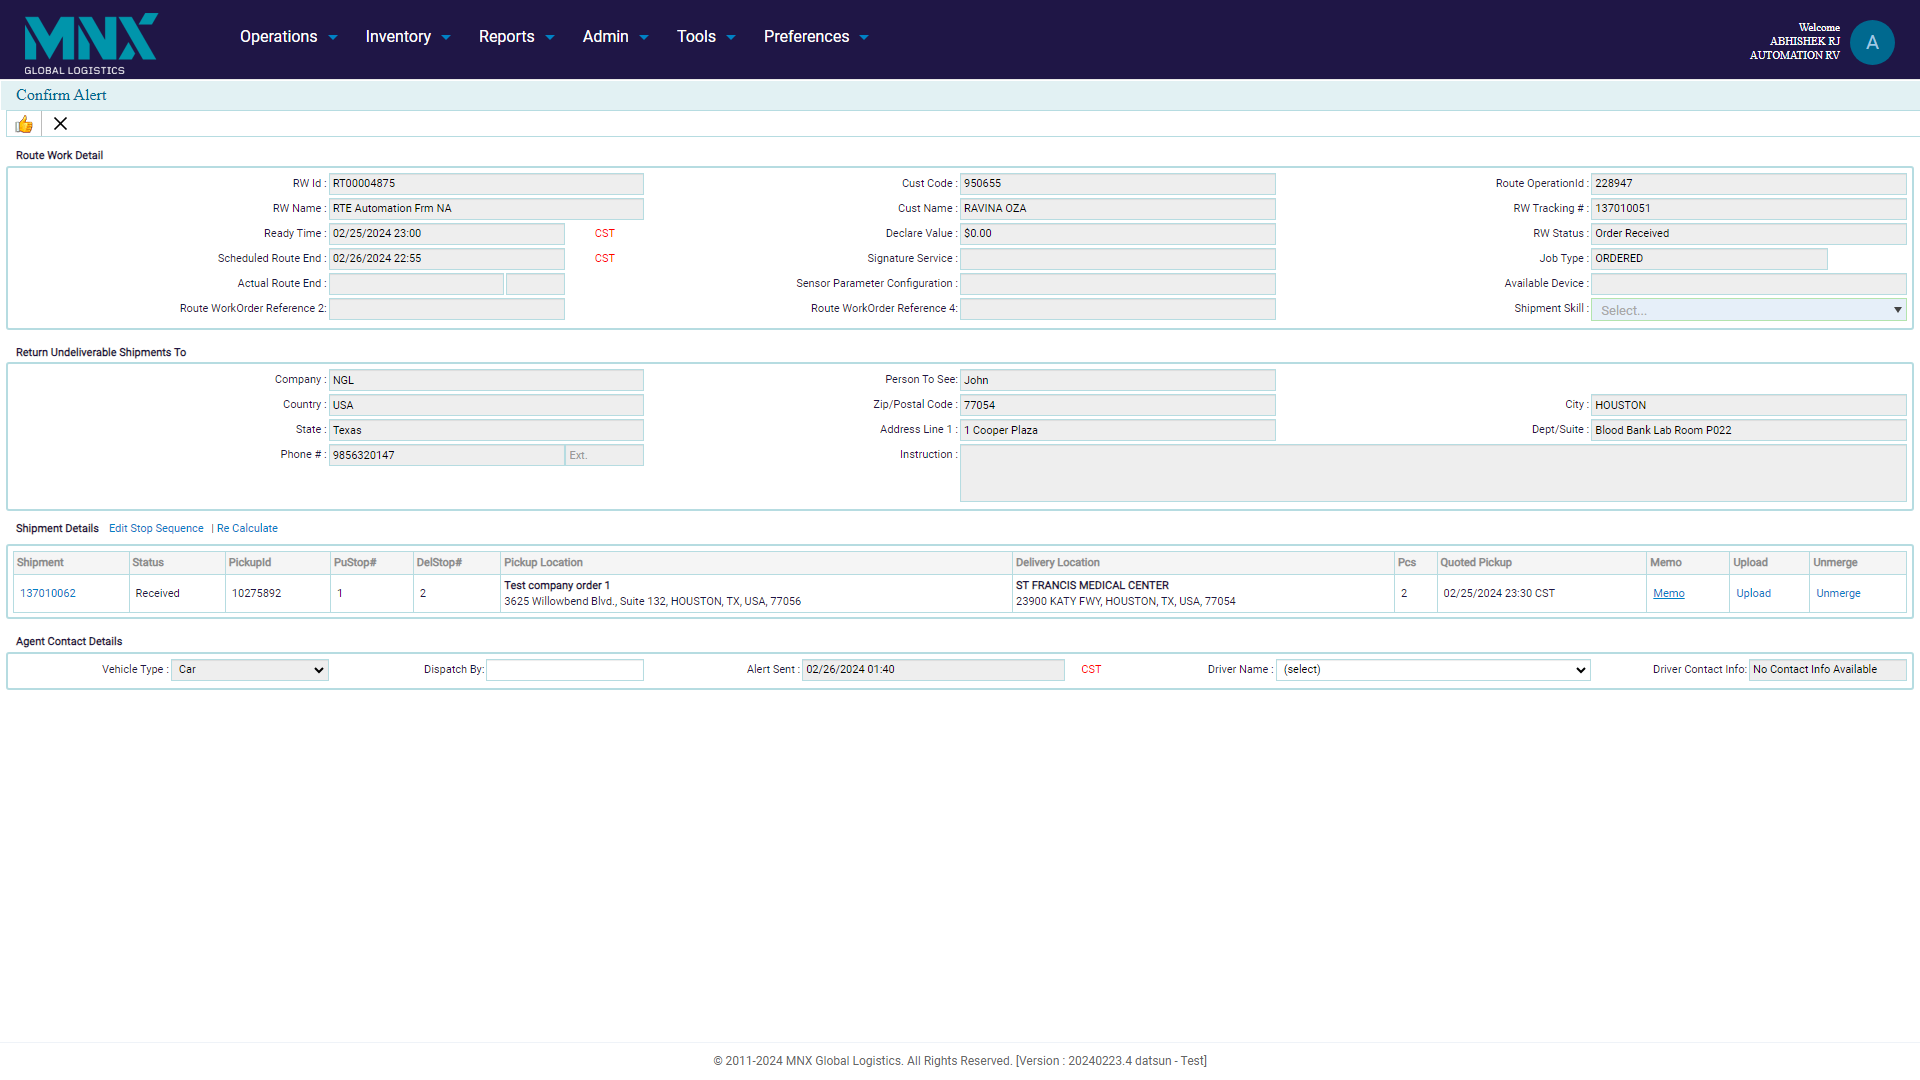 MNX
GLOBAL LOGISTICS
Operations Inventory Reports Admin Tools Preferences
Welcome
ABHISHEK RJ
AUTOMATION RV
A
Confirm Alert
Route Work Detail
RW Id : RT00004875 Cust Code : 950655 Route OperationId : 228947
RW Name : RTE Automation Frm NA Cust Name : RAVINA OZA RW Tracking # : 137010051
Ready Time : 02/25/2024 23:00 CST Declare Value : $0.00 RW Status : Order Received
Scheduled Route End : 02/26/2024 22:55 CST Signature Service : Job Type : ORDERED
Actual Route End : Sensor Parameter Configuration : Available Device :
Route WorkOrder Reference 2: Route WorkOrder Reference 4: Shipment Skill : Select...
Return Undeliverable Shipments To
Company : NGL Person To See: John
Country : USA Zip/Postal Code : 77054 City : HOUSTON
State : Texas Address Line 1 : 1 Cooper Plaza Dept/Suite : Blood Bank Lab Room P022
Phone # : 9856320147 Ext. Instruction :
Shipment Details Edit Stop Sequence | Re Calculate
Shipment Status PickupId PuStop# DelStop# Pickup Location Delivery Location Pcs Quoted Pickup Memo Upload Unmerge
137010062 Received 10275892 1 2 Test company order 1 ST FRANCIS MEDICAL CENTER 2 02/25/2024 23:30 CST Memo Upload Unmerge
3625 Willowbend Blvd., Suite 132, HOUSTON, TX, USA, 77056 23900 KATY FWY, HOUSTON, TX, USA, 77054
Agent Contact Details
Vehicle Type : Car Dispatch By: Alert Sent : 02/26/2024 01:40 CST Driver Name : (select) Driver Contact Info: No Contact Info Available
© 2011-2024 MNX Global Logistics. All Rights Reserved. [Version : 20240223.4 datsun - Test]